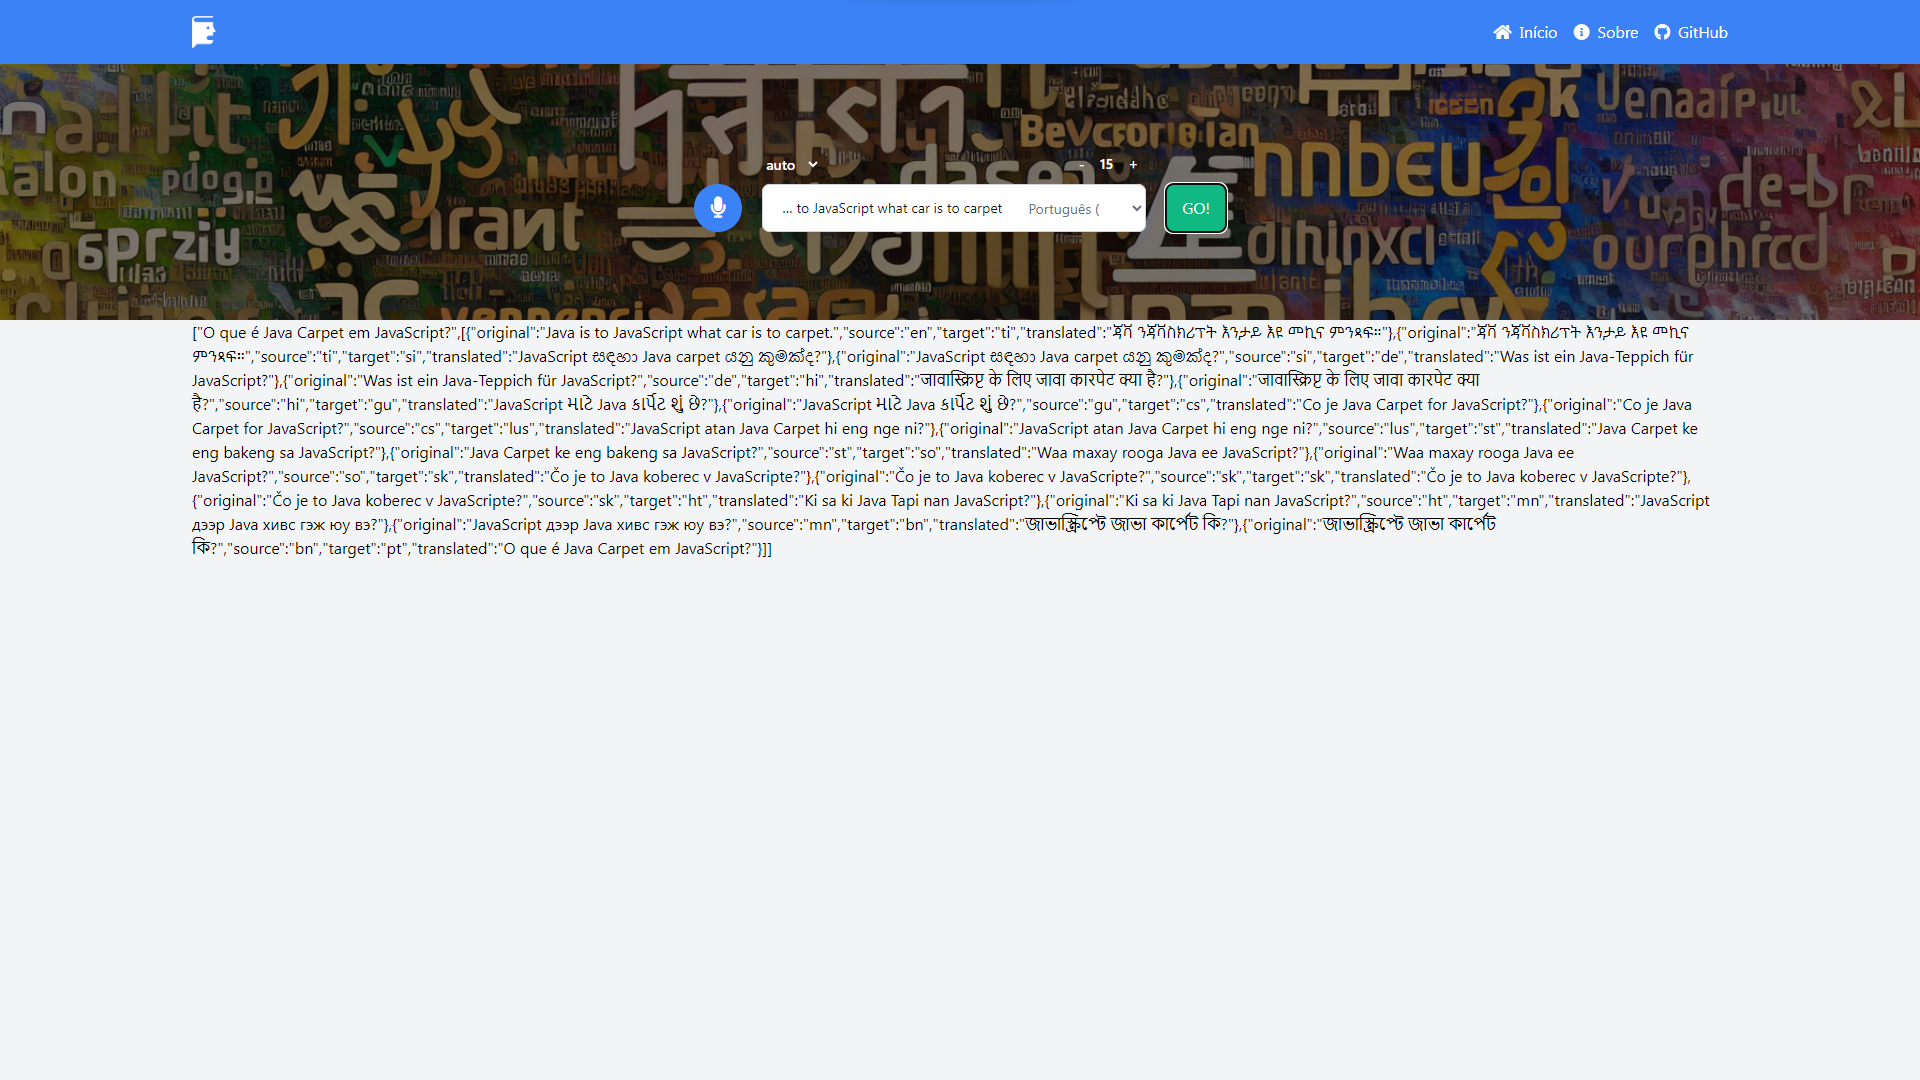 Início Sobre GitHub
auto - 15 +
... to JavaScript what car is to carpet Português ( GO!
["O que é Java Carpet em JavaScript?",[{"original":"Java is to JavaScript what car is to carpet.","source":"en","target":"ti","translated":"ጃቫ ንጃቫስክሪፕት እንታይ እዩ መኪና ምንጻፍ።"},{"original":"ጃቫ ንጃቫስክሪፕት እንታይ እዩ መኪና
ምንጻፍ።","source":"ti","target":"si","translated":"JavaScript සඳහා Java carpet යනු කුමක්ද?"},{"original":"JavaScript සඳහා Java carpet යනු කුමක්ද?","source":"si","target":"de","translated":"Was ist ein Java-Teppich für
JavaScript?"},{"original":"Was ist ein Java-Teppich für JavaScript?","source":"de","target":"hi","translated":"जावास्क्रिप्ट के लिए जावा कारपेट क्या है?"},{"original":"जावास्क्रिप्ट के लिए जावा कारपेट क्या
है?","source":"hi","target":"gu","translated":"JavaScript માટે Java કાર્પેટ શું છે?"},{"original":"JavaScript માટે Java કાર્પેટ શું છે?","source":"gu","target":"cs","translated":"Co je Java Carpet for JavaScript?"},{"original":"Co je Java
Carpet for JavaScript?","source":"cs","target":"lus","translated":"JavaScript atan Java Carpet hi eng nge ni?"},{"original":"JavaScript atan Java Carpet hi eng nge ni?","source":"lus","target":"st","translated":"Java Carpet ke
eng bakeng sa JavaScript?"},{"original":"Java Carpet ke eng bakeng sa JavaScript?","source":"st","target":"so","translated":"Waa maxay rooga Java ee JavaScript?"},{"original":"Waa maxay rooga Java ee
JavaScript?","source":"so","target":"sk","translated":"Čo je to Java koberec v JavaScripte?"},{"original":"Čo je to Java koberec v JavaScripte?","source":"sk","target":"sk","translated":"Čo je to Java koberec v JavaScripte?"},
{"original":"Čo je to Java koberec v JavaScripte?","source":"sk","target":"ht","translated":"Ki sa ki Java Tapi nan JavaScript?"},{"original":"Ki sa ki Java Tapi nan JavaScript?","source":"ht","target":"mn","translated":"JavaScript
дээр Java хивс гэж юу вэ?"},{"original":"JavaScript дээр Java хивс гэж юу вэ?","source":"mn","target":"bn","translated":"জাভাস্ক্রিপ্টে জাভা কার্পেট কি?"},{"original":"জাভাস্ক্রিপ্টে জাভা কার্পেট
কি?","source":"bn","target":"pt","translated":"O que é Java Carpet em JavaScript?"}]]